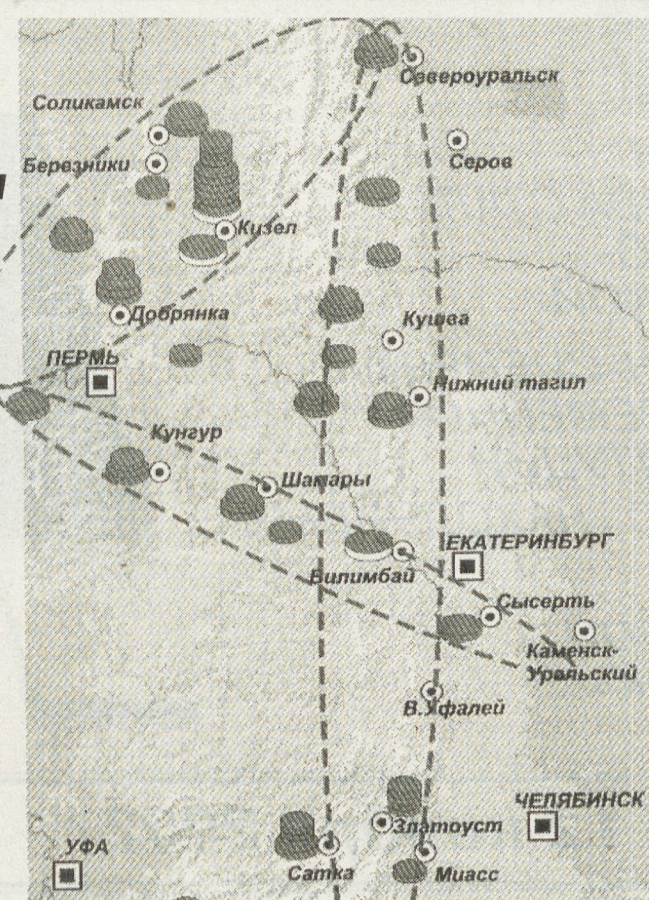 Североуральск
Соликамск
Серов
Березники
Кизел
Добрянка
Кушва
ПЕРМЬ
Нижний тагил
Кунгур
Шамары
ЕКАТЕРИНБУРГ
Билимбай
Сысерть
Каменск-
Уральский
В.Уфалей
ЧЕЛЯБИНСК
Златоуст
УФА
Сатка
Миасс